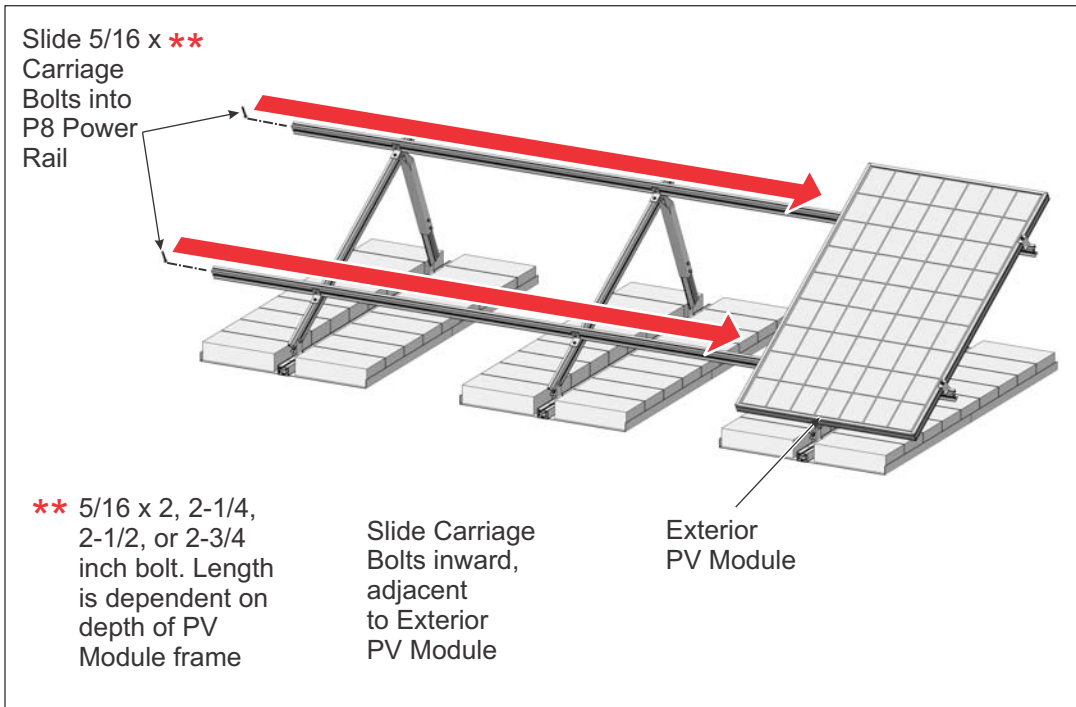 Slide 5/16 x **
Carriage
Bolts into
P8 Power
Rail
** 5/16 x 2, 2-1/4,
2-1/2, or 2-3/4
inch bolt. Length
is dependent on
depth of PV
Module frame
Slide Carriage
Bolts inward,
adjacent
to Exterior
PV Module
Exterior
PV Module